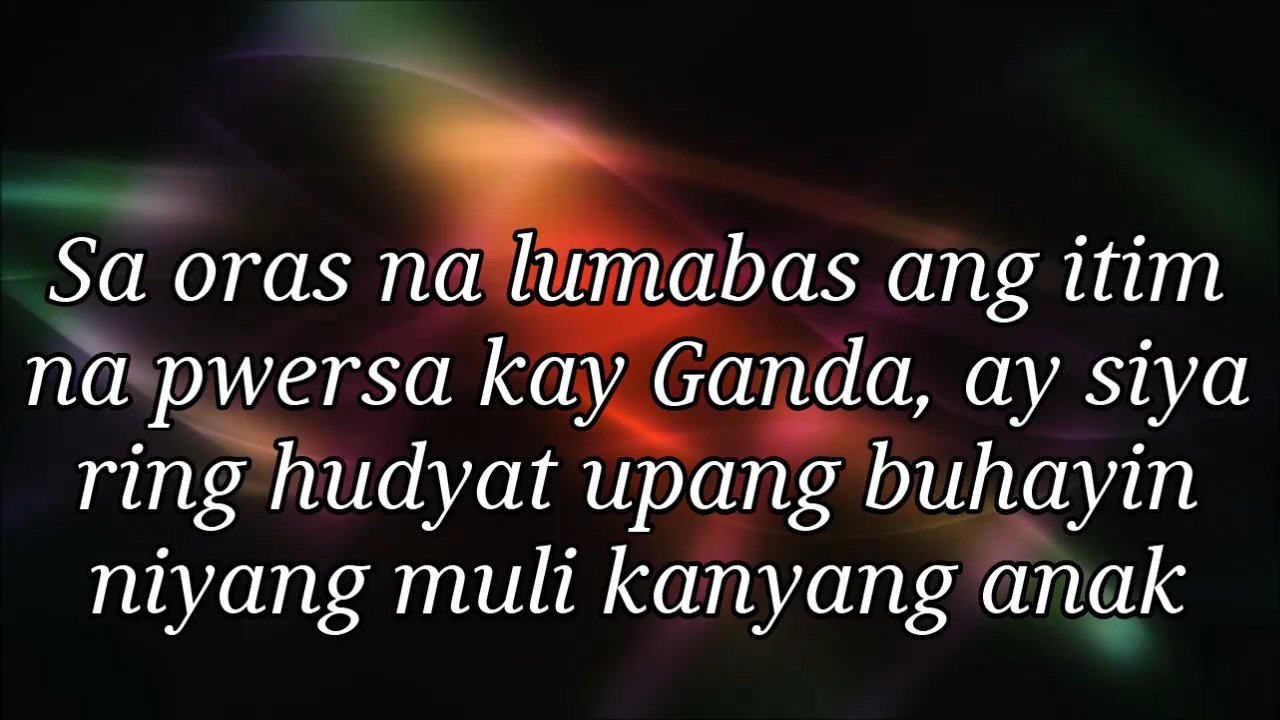 Sa oras na lumabas ang itim
na pwersa kay Ganda, ay siya
ring hudyat upang buhayin
niyang muli kanyang anak